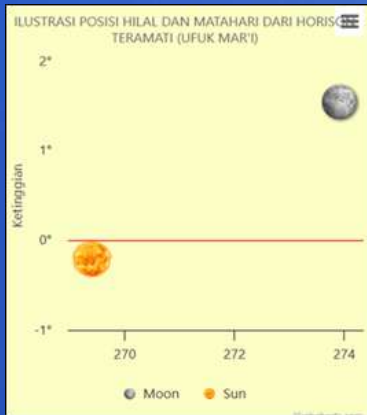 ILUSTRASI POSISI HILAL DAN MATAHARI DARI
TERAMATI (UFUK MAR'I)
2°
1°
Ketinggian
0°
-1°
270
272
274
Moon
Sun